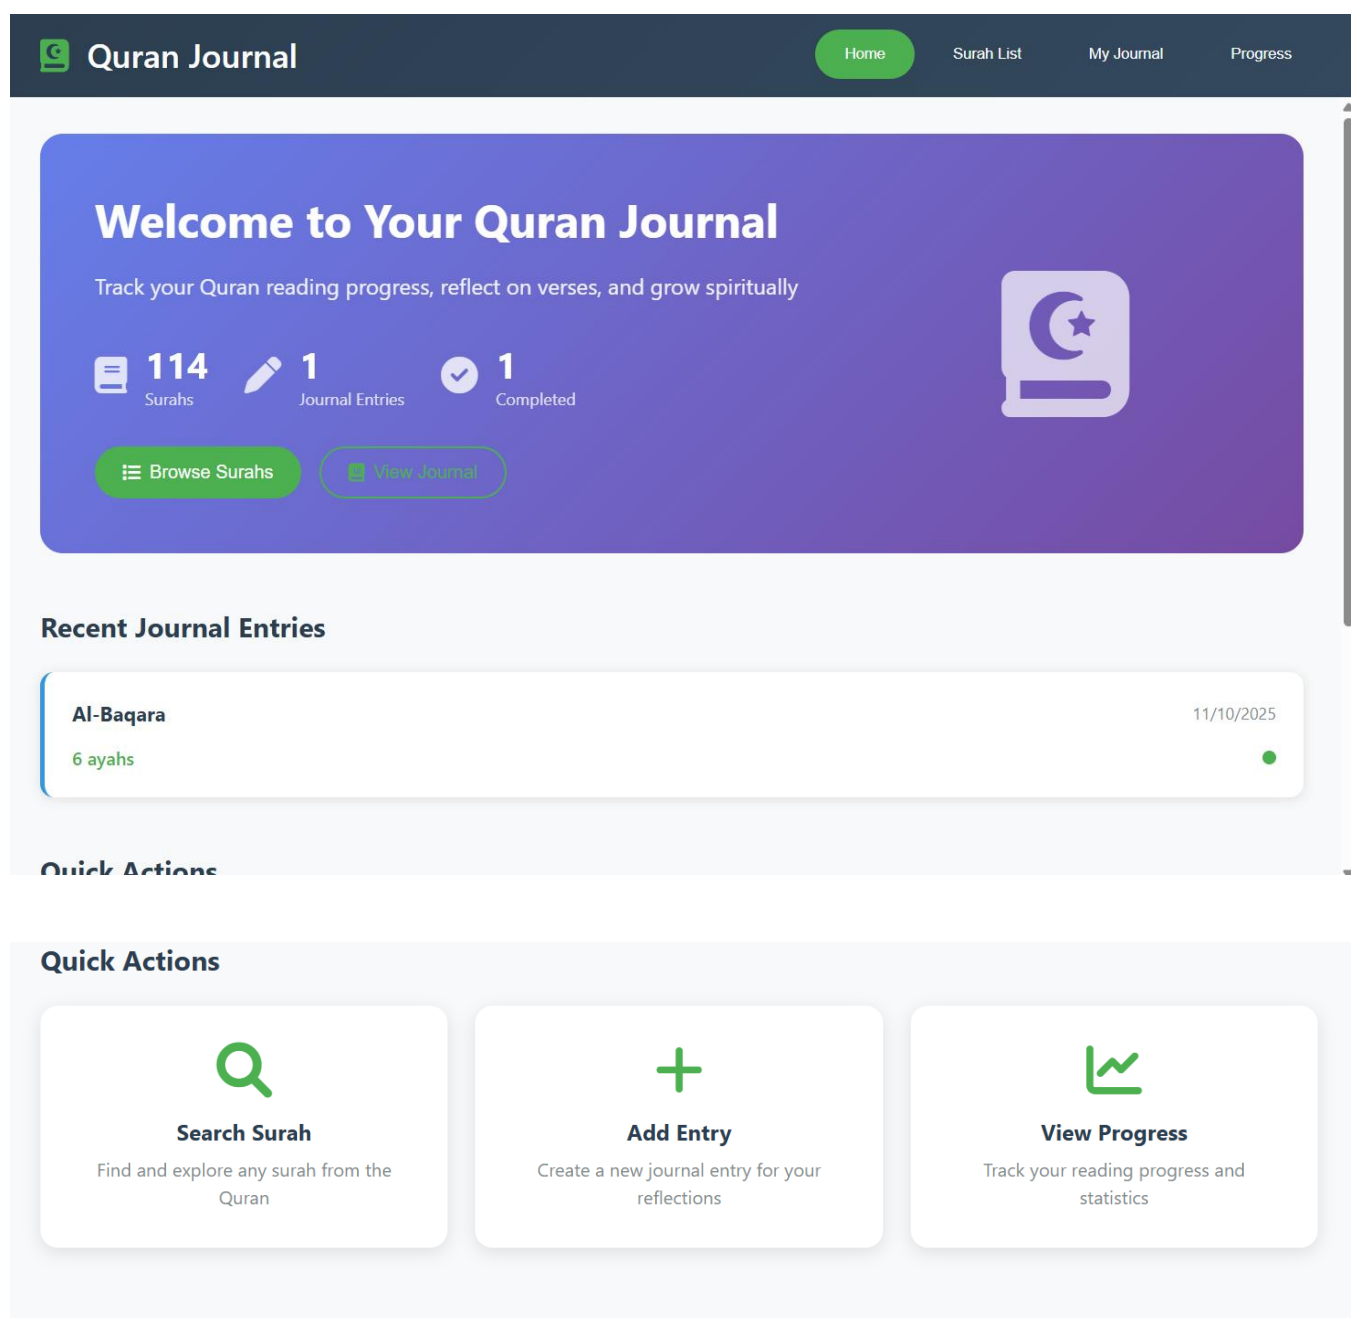 Quran Journal
Home
Surah List
My Journal
Progress
Welcome to Your Quran Journal
Track your Quran reading progress, reflect on verses, and grow spiritually
114
Surahs
1
Journal Entries
1
Completed
Browse Surahs
View Journal
Recent Journal Entries
Al-Baqara
11/10/2025
6 ayahs
Quick Actions
Quick Actions
Search Surah
Find and explore any surah from the
Quran
Add Entry
Create a new journal entry for your
reflections
View Progress
Track your reading progress and
statistics